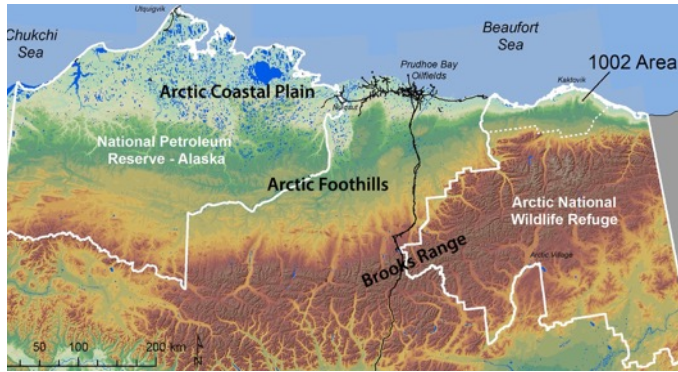 Utqiagvik
Chukchi
Sea
Beaufort
Sea
Prudhoe Bay
Oilfields
Kaktovik
1002 Area
Arctic Coastal Plain
National Petroleum
Reserve - Alaska
Arctic Foothills
Arctic National
Wildlife Refuge
Brooks Range
Arctic Village
50
100
200 km
N